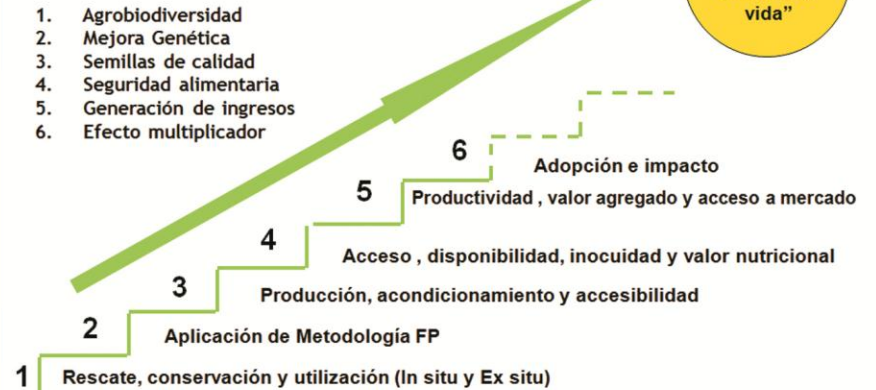 vida”
1. Agrobiodiversidad
2. Mejora Genética
3. Semillas de calidad
4. Seguridad alimentaria
5. Generación de ingresos
6. Efecto multiplicador
6 Adopción e impacto
5 Productividad , valor agregado y acceso a mercado
4 Acceso , disponibilidad, inocuidad y valor nutricional
3 Producción, acondicionamiento y accesibilidad
2 Aplicación de Metodología FP
1 Rescate, conservación y utilización (In situ y Ex situ)